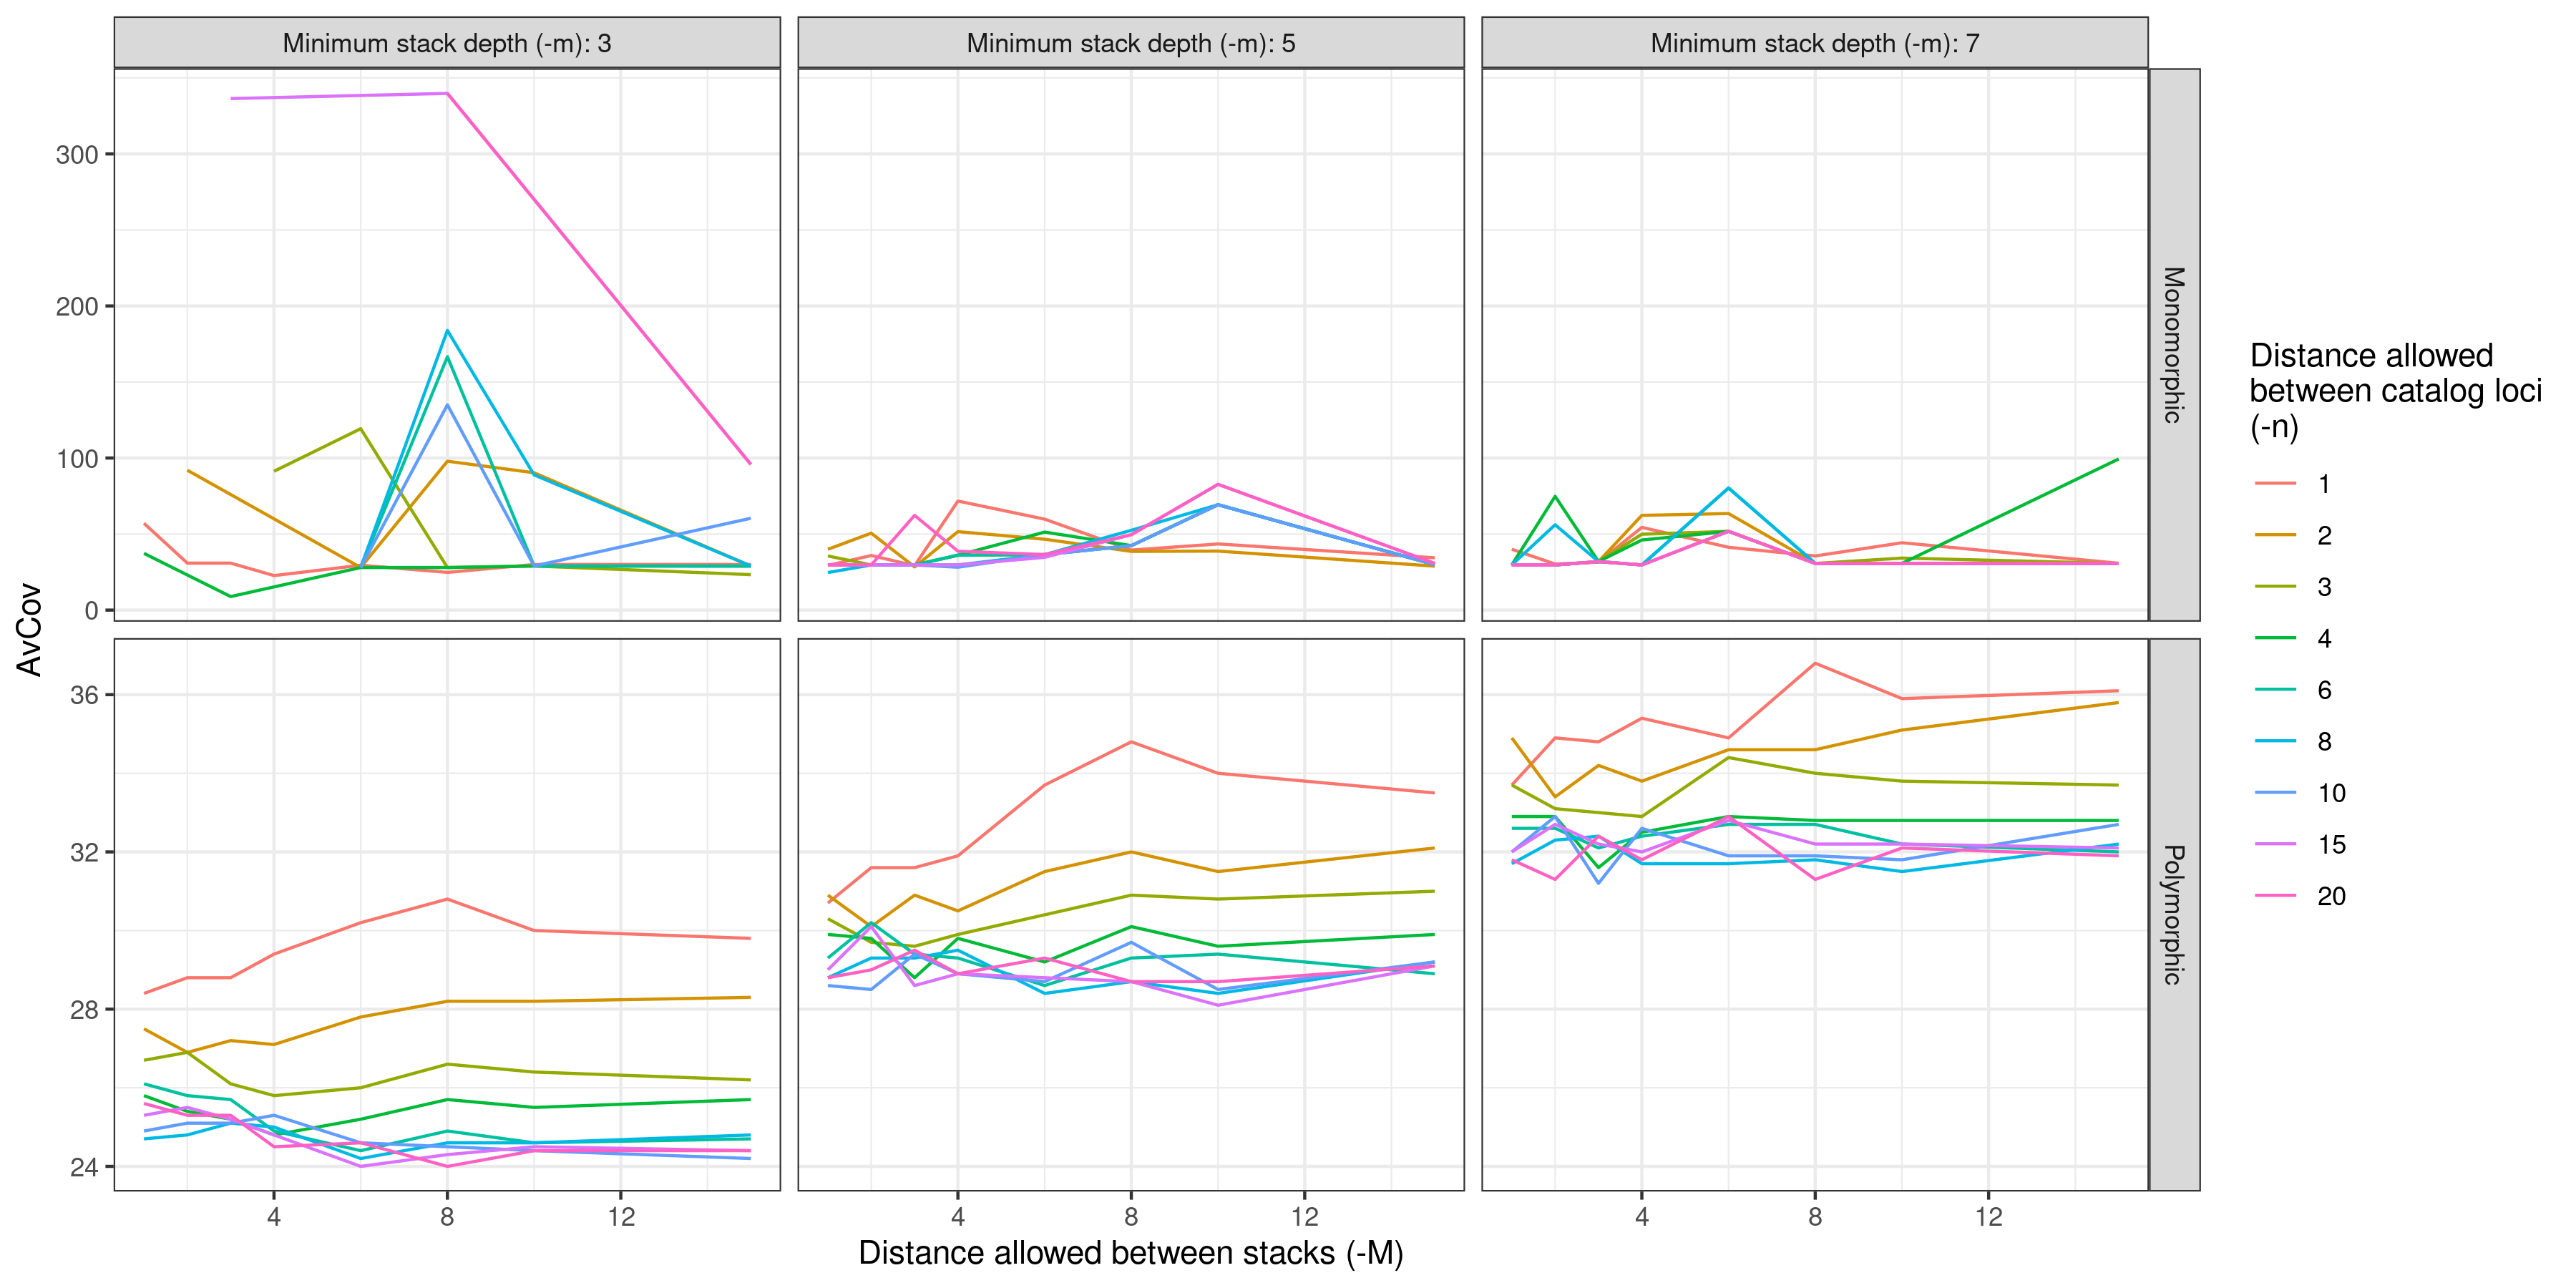 Minimum stack depth (-m): 3
Minimum stack depth (-m): 5
Minimum stack depth (-m): 7
300
200
100
0
Monomorphic
36
32
28
24
Polymorphic
AvCov
4
8
12
4
8
12
4
8
12
Distance allowed between stacks (-M)
Distance allowed
between catalog loci
(-n)
1
2
3
4
6
8
10
15
20